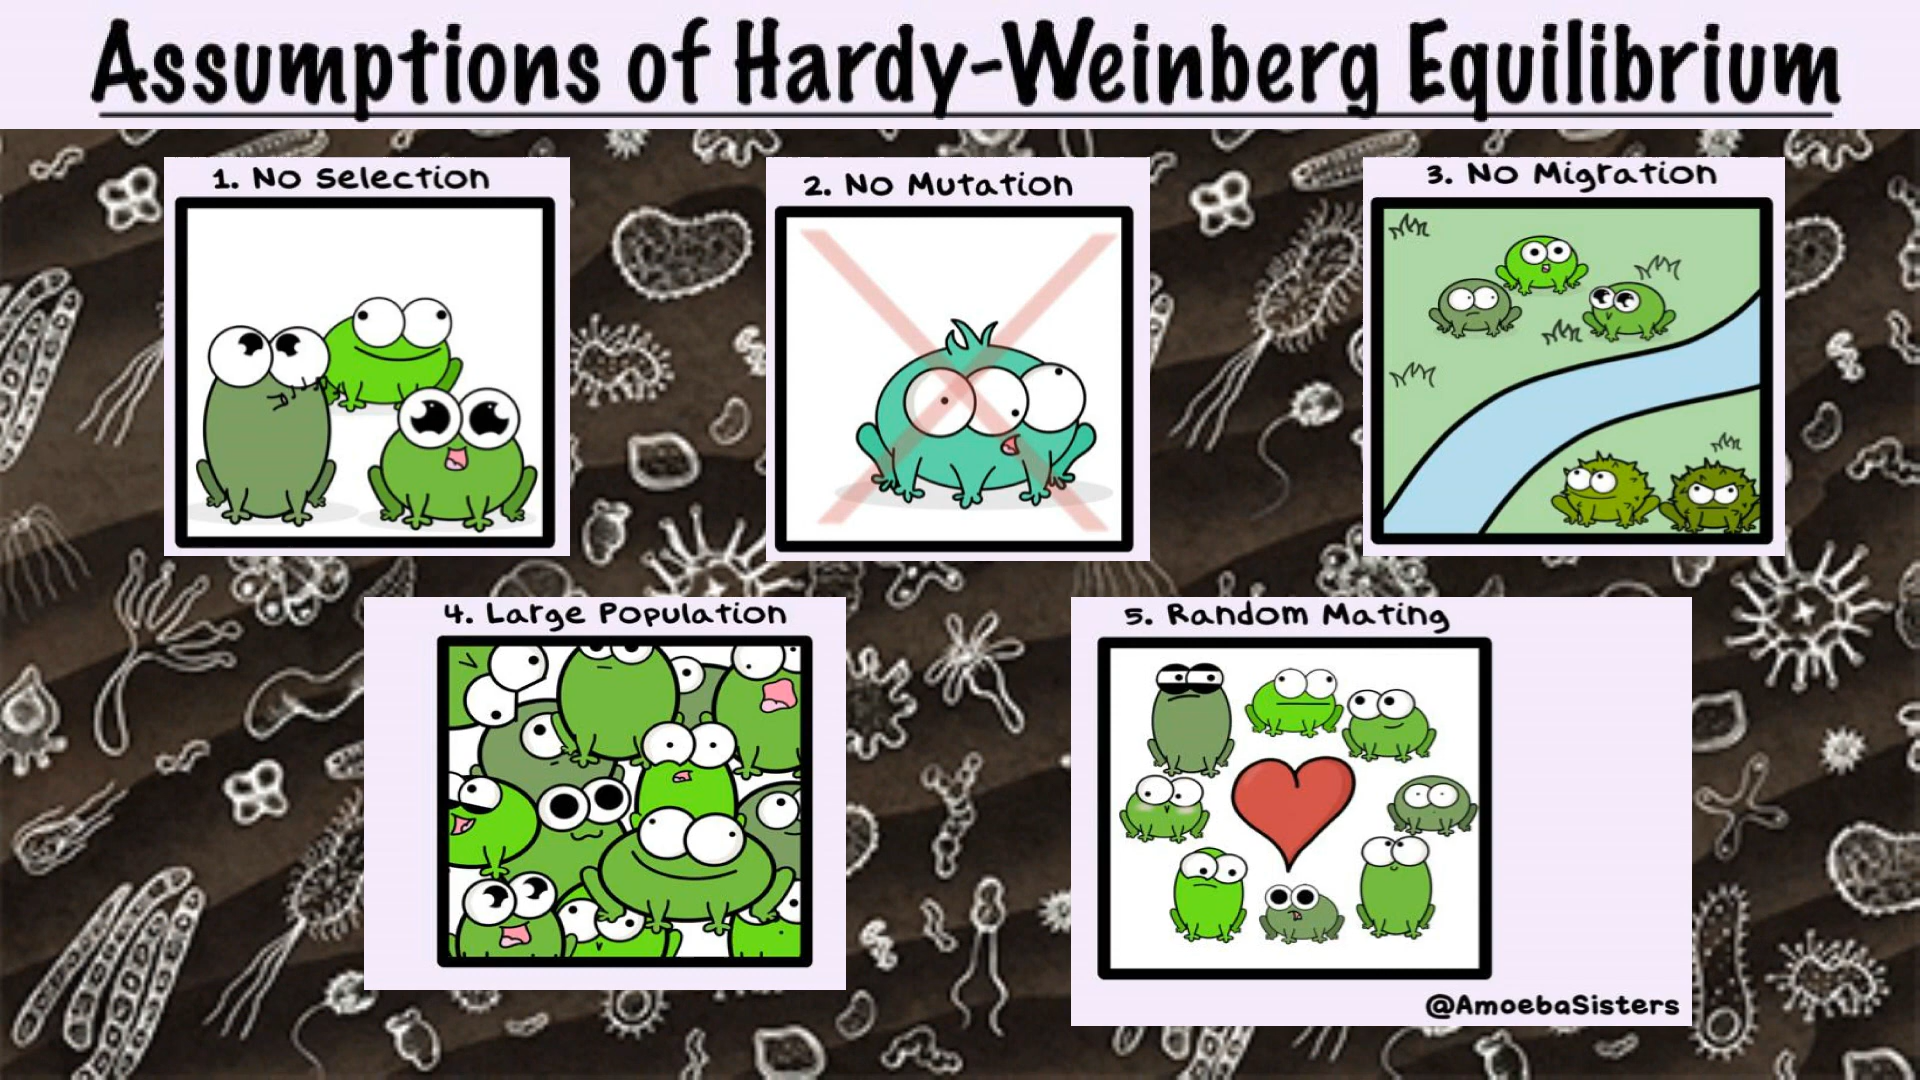 Assumptions of Hardy-Weinberg Equilibrium
1. No Selection
2. No Mutation
3. No Migration
4. Large Population
5. Random Mating
@AmoebaSisters